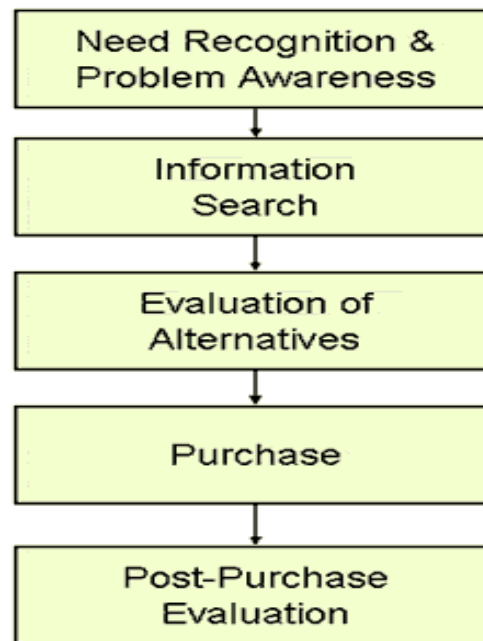 Need Recognition &
Problem Awareness
Information
Search
Evaluation of
Alternatives
Purchase
Post-Purchase
Evaluation